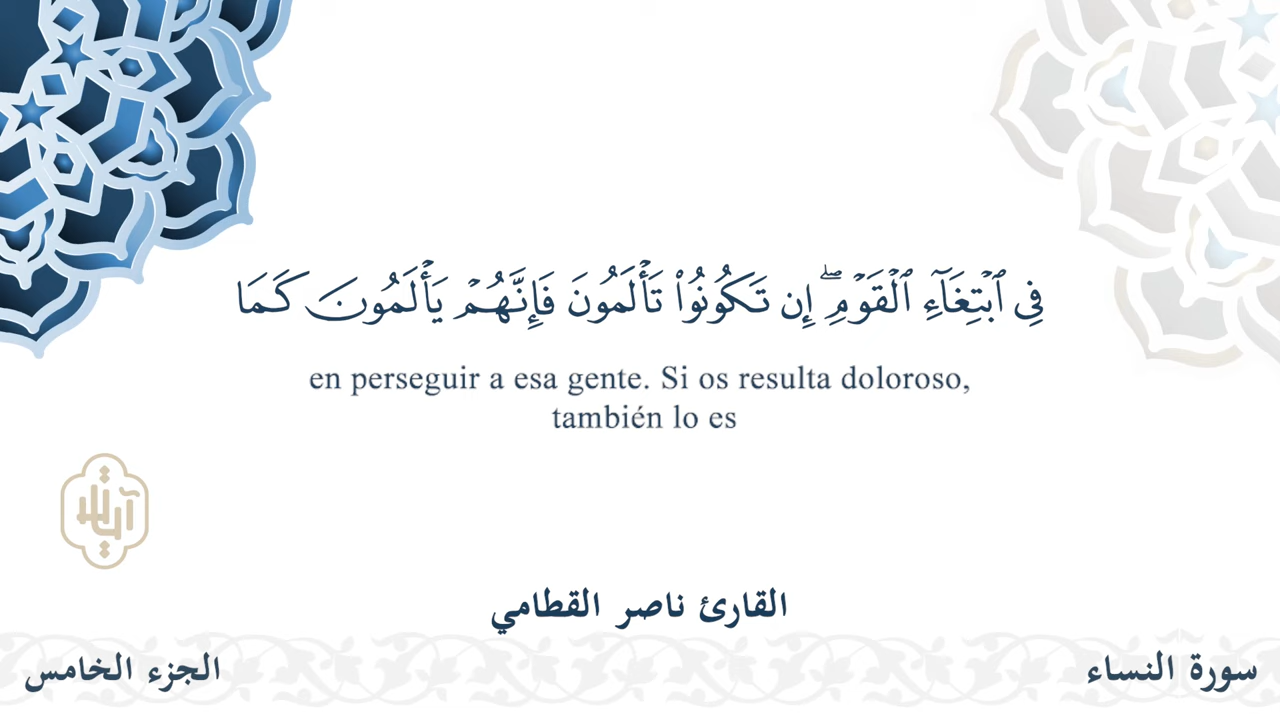 فِى ٱبْتِغَآءِ ٱلْقَوْمِ ۖ إِن تَكُونُوا۟ تَأْلَمُونَ فَإِنَّهُمْ يَأْلَمُونَ كَمَا
en perseguir a esa gente. Si os resulta doloroso,
también lo es
القارئ ناصر القطامي
سورة النساء
الجزء الخامس